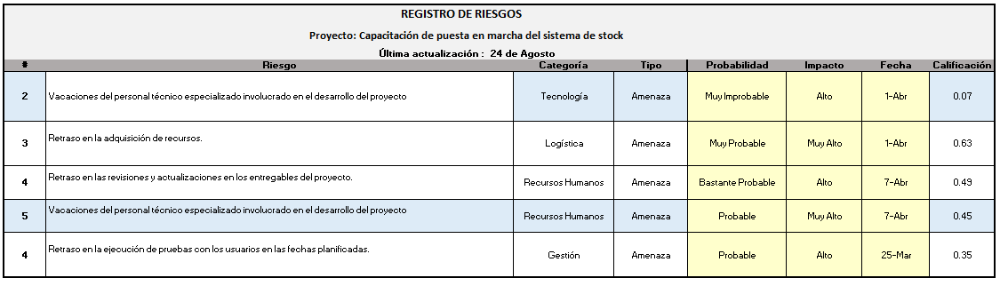 REGISTRO DE RIESGOS
Proyecto: Capacitación de puesta en marcha del sistema de stock
Última actualización : 24 de Agosto
# Riesgo Categoría Tipo Probabilidad Impacto Fecha Calificación
2 Vacaciones del personal técnico especializado involucrado en el desarrollo del proyecto Tecnología Amenaza Muy Improbable Alto 1-Abr 0.07
3 Retraso en la adquisición de recursos. Logística Amenaza Muy Probable Muy Alto 1-Abr 0.63
4 Retraso en las revisiones y actualizaciones en los entregables del proyecto. Recursos Humanos Amenaza Bastante Probable Alto 7-Abr 0.49
5 Vacaciones del personal técnico especializado involucrado en el desarrollo del proyecto Recursos Humanos Amenaza Probable Muy Alto 7-Abr 0.45
4 Retraso en la ejecución de pruebas con los usuarios en las fechas planificadas. Gestión Amenaza Probable Alto 25-Mar 0.35